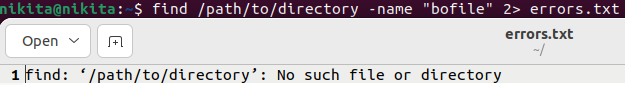 nikita@nikita:~$ find /path/to/directory -name "bofile" 2> errors.txt
Open
errors.txt
~/
1 find: ‘/path/to/directory’: No such file or directory